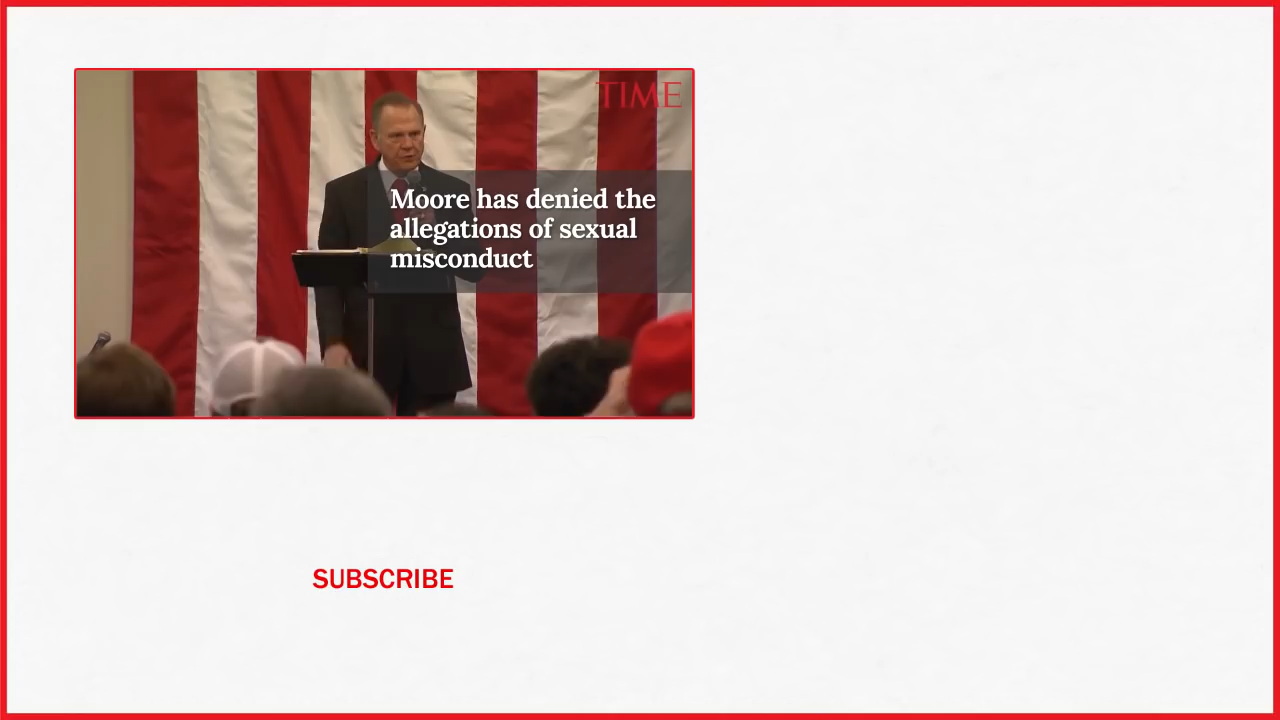 TIME
Moore has denied the
allegations of sexual
misconduct
SUBSCRIBE